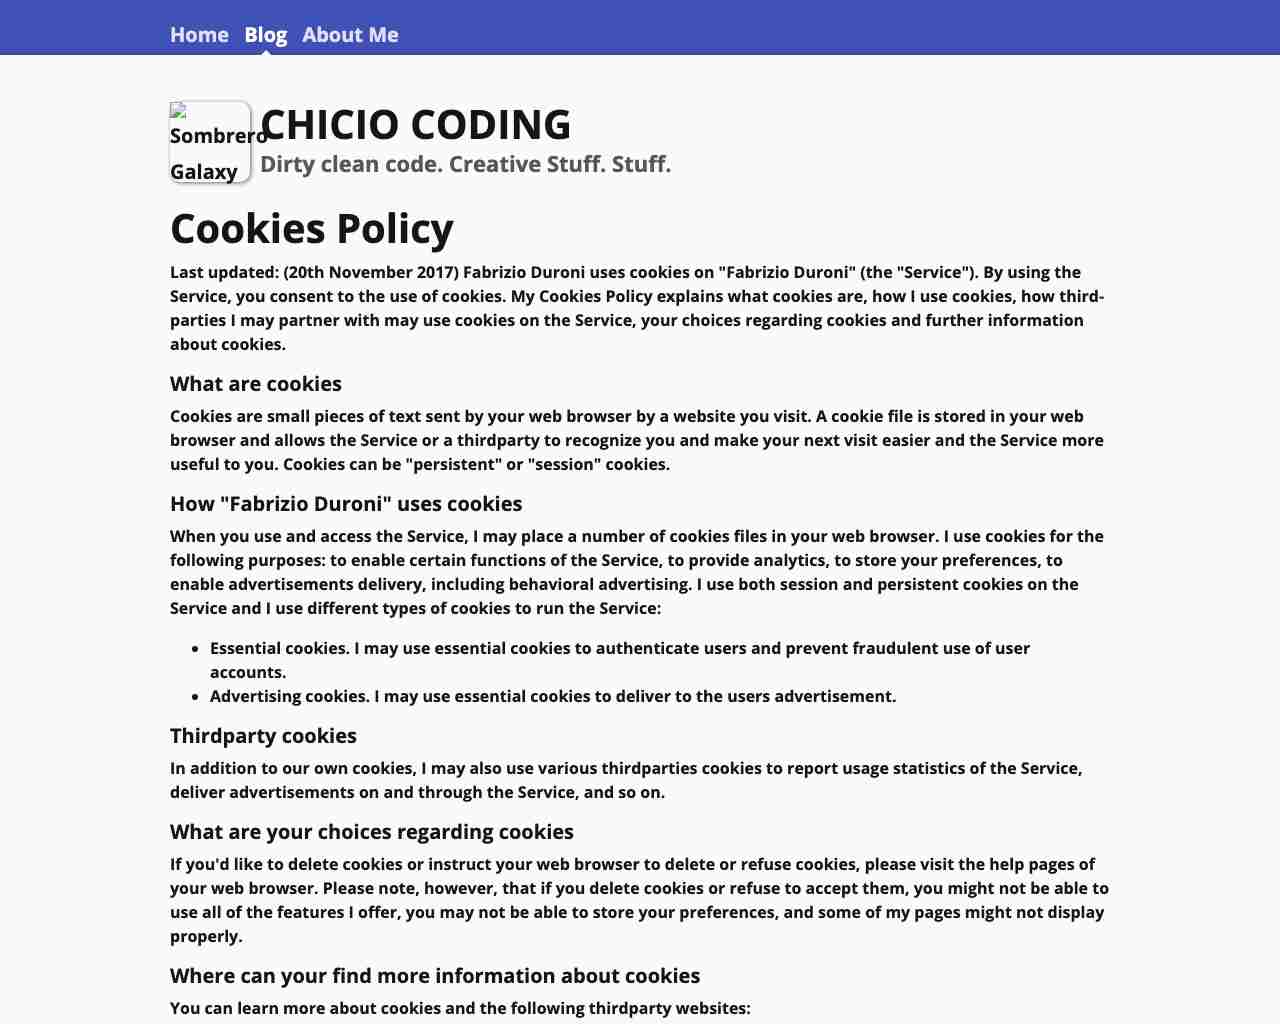 Home Blog About Me
Sombrero
Galaxy
CHICIO CODING
Dirty clean code. Creative Stuff. Stuff.
Cookies Policy
Last updated: (20th November 2017) Fabrizio Duroni uses cookies on "Fabrizio Duroni" (the "Service"). By using the
Service, you consent to the use of cookies. My Cookies Policy explains what cookies are, how I use cookies, how third-
parties I may partner with may use cookies on the Service, your choices regarding cookies and further information
about cookies.
What are cookies
Cookies are small pieces of text sent by your web browser by a website you visit. A cookie file is stored in your web
browser and allows the Service or a thirdparty to recognize you and make your next visit easier and the Service more
useful to you. Cookies can be "persistent" or "session" cookies.
How "Fabrizio Duroni" uses cookies
When you use and access the Service, I may place a number of cookies files in your web browser. I use cookies for the
following purposes: to enable certain functions of the Service, to provide analytics, to store your preferences, to
enable advertisements delivery, including behavioral advertising. I use both session and persistent cookies on the
Service and I use different types of cookies to run the Service:
• Essential cookies. I may use essential cookies to authenticate users and prevent fraudulent use of user
accounts.
• Advertising cookies. I may use essential cookies to deliver to the users advertisement.
Thirdparty cookies
In addition to our own cookies, I may also use various thirdparties cookies to report usage statistics of the Service,
deliver advertisements on and through the Service, and so on.
What are your choices regarding cookies
If you'd like to delete cookies or instruct your web browser to delete or refuse cookies, please visit the help pages of
your web browser. Please note, however, that if you delete cookies or refuse to accept them, you might not be able to
use all of the features I offer, you may not be able to store your preferences, and some of my pages might not display
properly.
Where can your find more information about cookies
You can learn more about cookies and the following thirdparty websites: